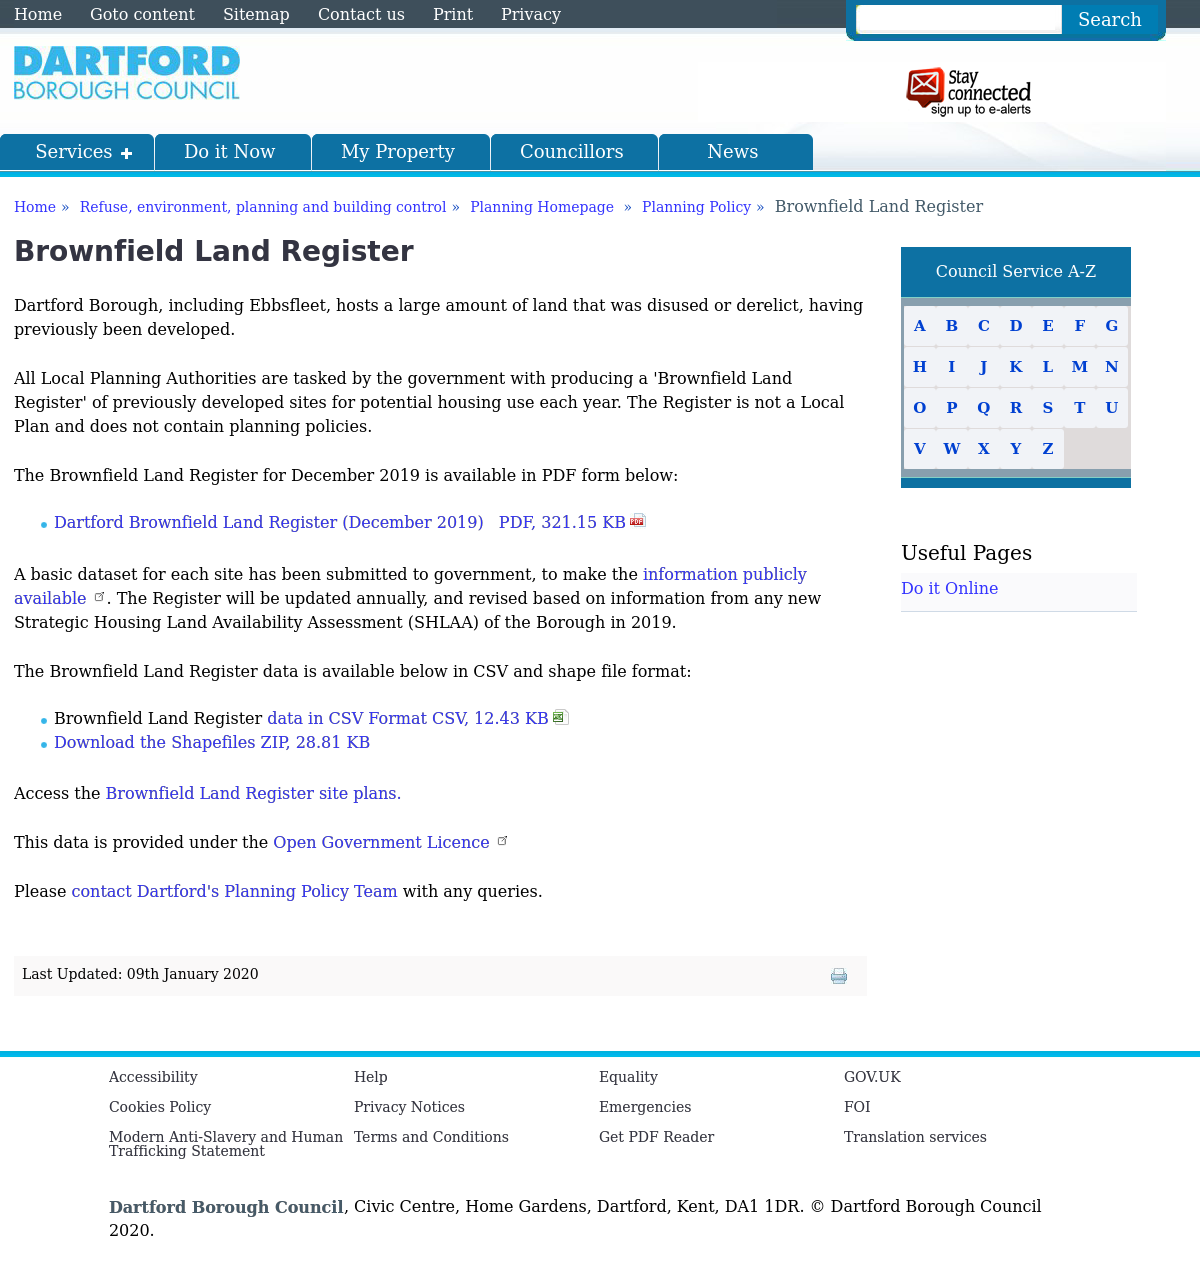 Home Goto content Sitemap Contact us Print Privacy Search
DARTFORD
BOROUGH COUNCIL
Stay
connected
sign up to e-alerts
Services Do it Now My Property Councillors News
Home » Refuse, environment, planning and building control » Planning Homepage » Planning Policy » Brownfield Land Register
Brownfield Land Register
Dartford Borough, including Ebbsfleet, hosts a large amount of land that was disused or derelict, having
previously been developed.
All Local Planning Authorities are tasked by the government with producing a 'Brownfield Land
Register' of previously developed sites for potential housing use each year. The Register is not a Local
Plan and does not contain planning policies.
The Brownfield Land Register for December 2019 is available in PDF form below:
Dartford Brownfield Land Register (December 2019) PDF, 321.15 KB
A basic dataset for each site has been submitted to government, to make the information publicly
available . The Register will be updated annually, and revised based on information from any new
Strategic Housing Land Availability Assessment (SHLAA) of the Borough in 2019.
The Brownfield Land Register data is available below in CSV and shape file format:
Brownfield Land Register data in CSV Format CSV, 12.43 KB
Download the Shapefiles ZIP, 28.81 KB
Access the Brownfield Land Register site plans.
This data is provided under the Open Government Licence
Please contact Dartford's Planning Policy Team with any queries.
Last Updated: 09th January 2020
Council Service A-Z
A B C D E F G
H I J K L M N
O P Q R S T U
V W X Y Z
Useful Pages
Do it Online
Accessibility Help Equality GOV.UK
Cookies Policy Privacy Notices Emergencies FOI
Modern Anti-Slavery and Human Terms and Conditions Get PDF Reader Translation services
Trafficking Statement
Dartford Borough Council, Civic Centre, Home Gardens, Dartford, Kent, DA1 1DR. © Dartford Borough Council
2020.